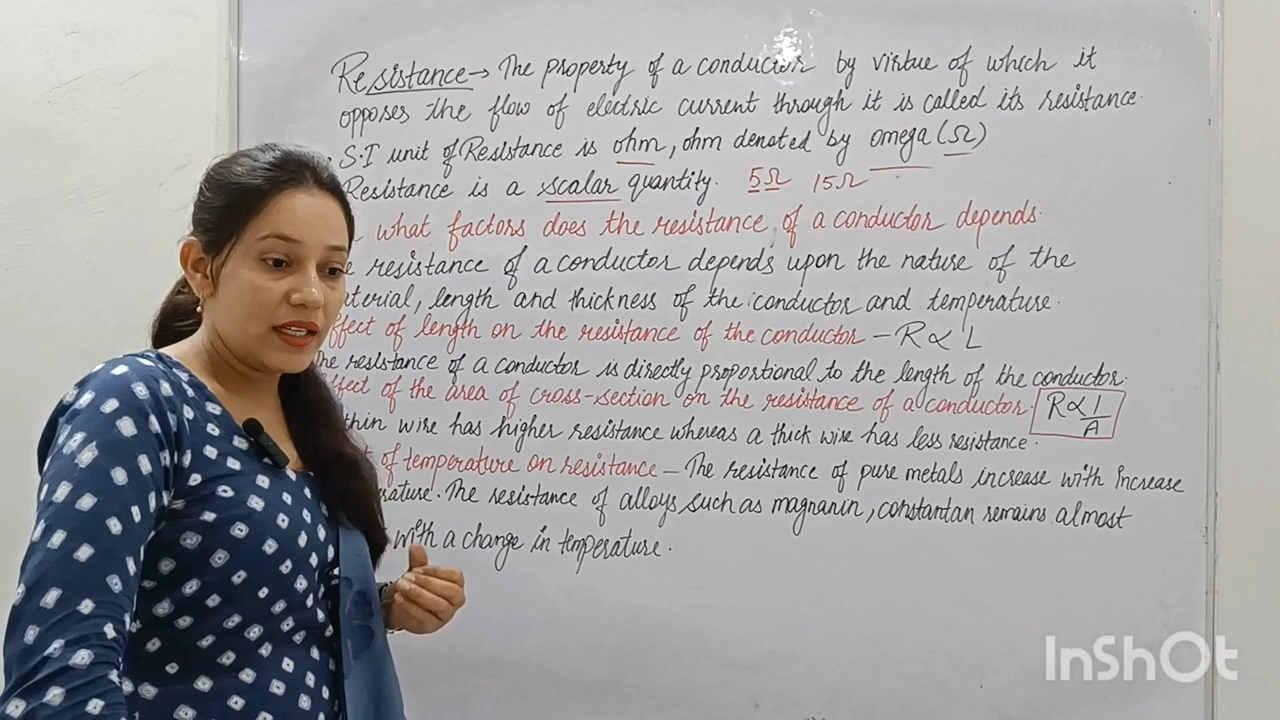 Resistance → The property of a conductor by virtue of which it
opposes the flow of electric current through it is called its resistance.
. S.I unit of Resistance is ohm, ohm denoted by omega (Ω)
Resistance is a scalar quantity. 5Ω 15Ω
what factors does the resistance of a conductor depends.
resistance of a conductor depends upon the nature of the
length and thickness of the conductor and temperature.
of length on the resistance of the conductor – R ∝ L
The resistance of a conductor is directly proportional to the length of the conductor.
of the area of cross-section on the resistance of a conductor. R ∝ 1/A
thin wire has higher resistance whereas a thick wire has less resistance.
of temperature on resistance – The resistance of pure metals increase with increase
The resistance of alloys such as magnanin, constantan remains almost
with a change in temperature.
InShOt